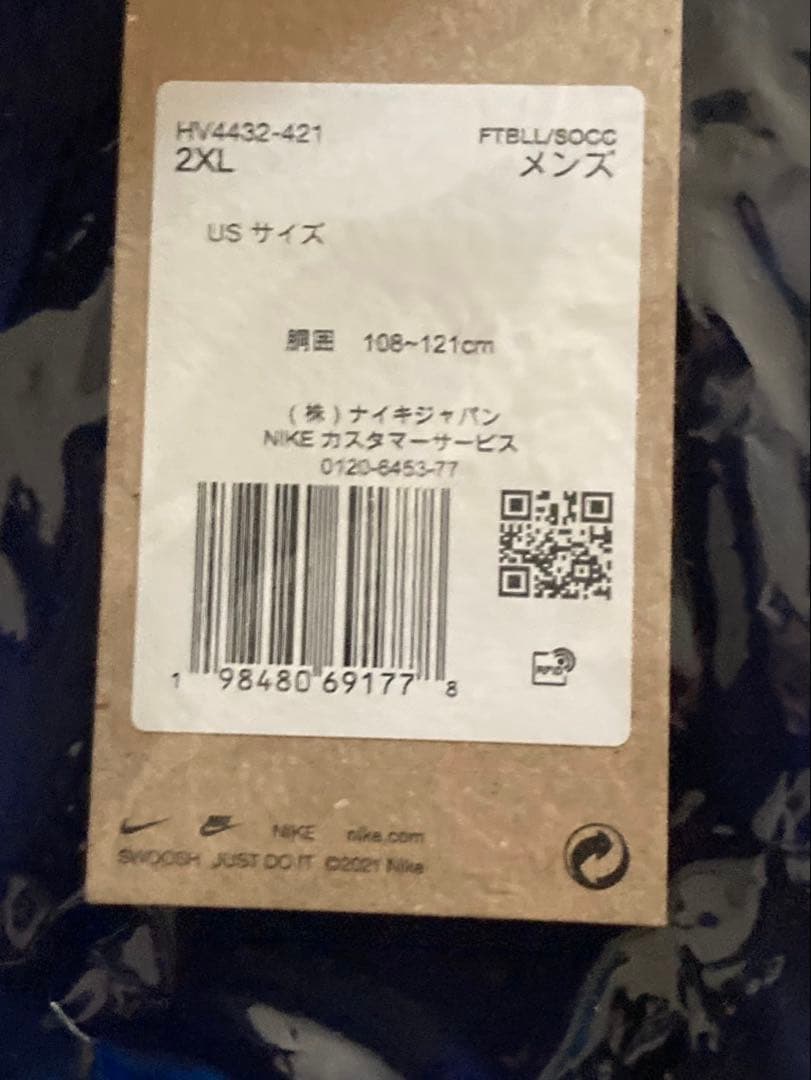 HV4432-421 FTBLL/SOCC
2XL メンズ
US サイズ
胴囲 108~121cm
(株)ナイキジャパン
NIKE カスタマーサービス
0120-6453-77
1 98480 69177 8
RFID
NIKE nike.com
SWOOSH JUST DO IT ©2021 Nike